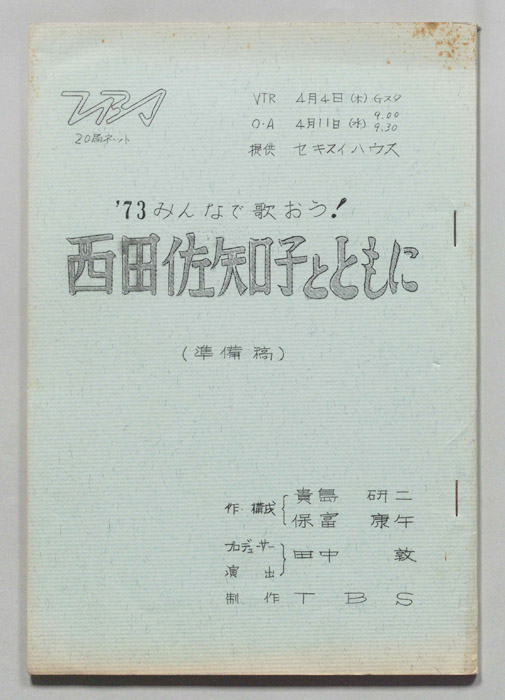 TBS
20局ネット
VTR 4月4日(水)Gスタ
O・A 4月11日(水) 9.00
9.30
提供 セキスイハウス
'73みんなで歌おう!
西田佐知子とともに
(準備稿)
作・構成 貴島 研二
保富 康午
プロデューサー
演出 田中 敦
制作 TBS